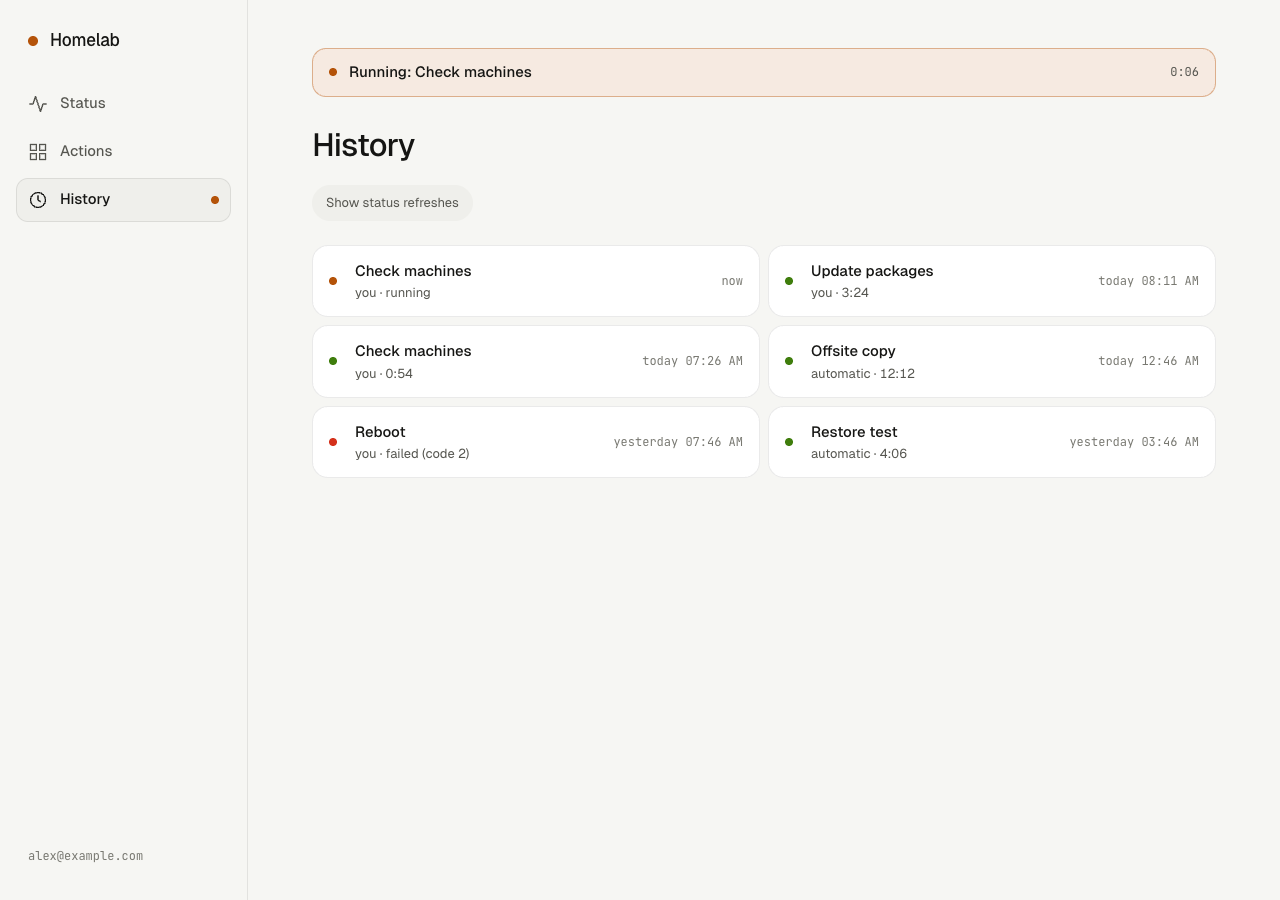 Homelab
Status
Actions
History
alex@example.com
Running: Check machines 0:06
History
Show status refreshes
Check machines
you · running
now
Update packages
you · 3:24
today 08:11 AM
Check machines
you · 0:54
today 07:26 AM
Offsite copy
automatic · 12:12
today 12:46 AM
Reboot
you · failed (code 2)
yesterday 07:46 AM
Restore test
automatic · 4:06
yesterday 03:46 AM